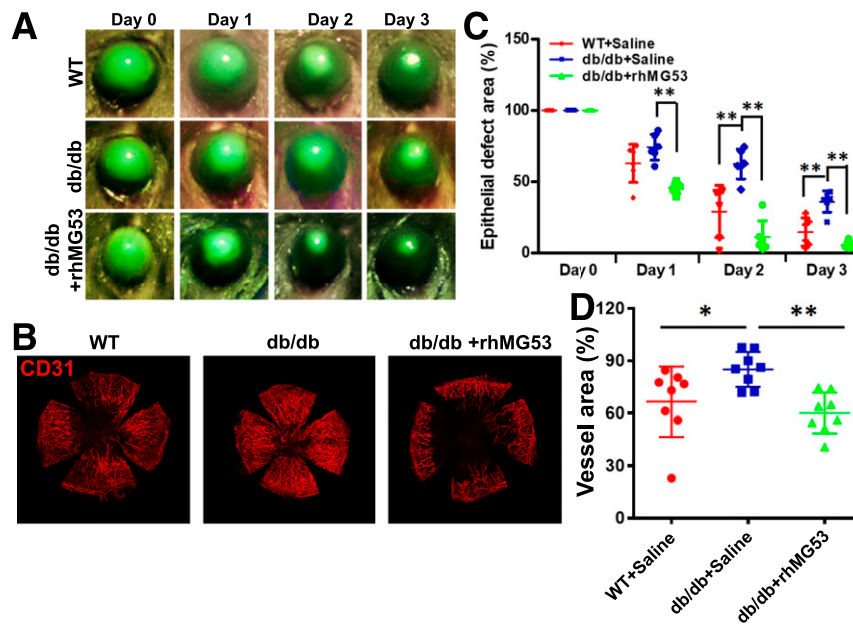 A
Day 0 Day 1 Day 2 Day 3
WT
db/db
db/db
+rhMG53
B
WT db/db db/db +rhMG53
CD31
C
Epithelial defect area (%)
150
100
50
0
WT+Saline
db/db+Saline
db/db+rhMG53
**
** **
** **
Day 0 Day 1 Day 2 Day 3
D
Vessel area (%)
120
90
60
30
0
* **
WT+Saline
db/db+Saline
db/db+rhMG53